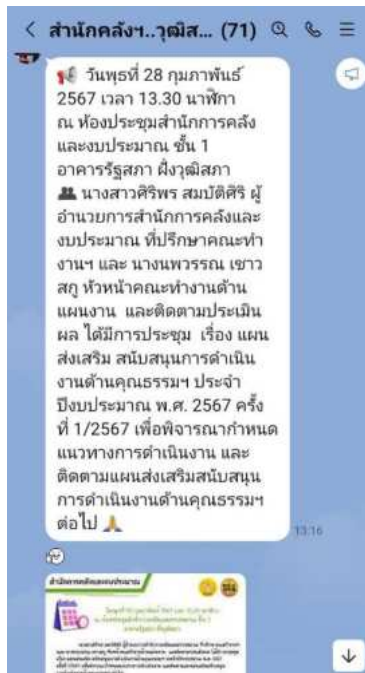 สำนักคลังฯ..วุฒิส... (71)
วันพุธที่ 28 กุมภาพันธ์
2567 เวลา 13.30 นาฬิกา
ณ ห้องประชุมสำนักการคลัง
และงบประมาณ ชั้น 1
อาคารรัฐสภา ฝั่งวุฒิสภา
นางสาวศิริพร สมบัติศิริ ผู้
อำนวยการสำนักการคลังและ
งบประมาณ ที่ปรึกษาคณะทำ
งานฯ และ นางนพวรรณ เชาว
สกู หัวหน้าคณะทำงานด้าน
แผนงาน และติดตามประเมิน
ผล ได้มีการประชุม เรื่อง แผน
ส่งเสริม สนับสนุนการดำเนิน
งานด้านคุณธรรมฯ ประจำ
ปีงบประมาณ พ.ศ. 2567 ครั้ง
ที่ 1/2567 เพื่อพิจารณากำหนด
แนวทางการดำเนินงาน และ
ติดตามแผนส่งเสริมสนับสนุน
การดำเนินงานด้านคุณธรรมฯ
ต่อไป
13:16
สำนักการคลังและงบประมาณ